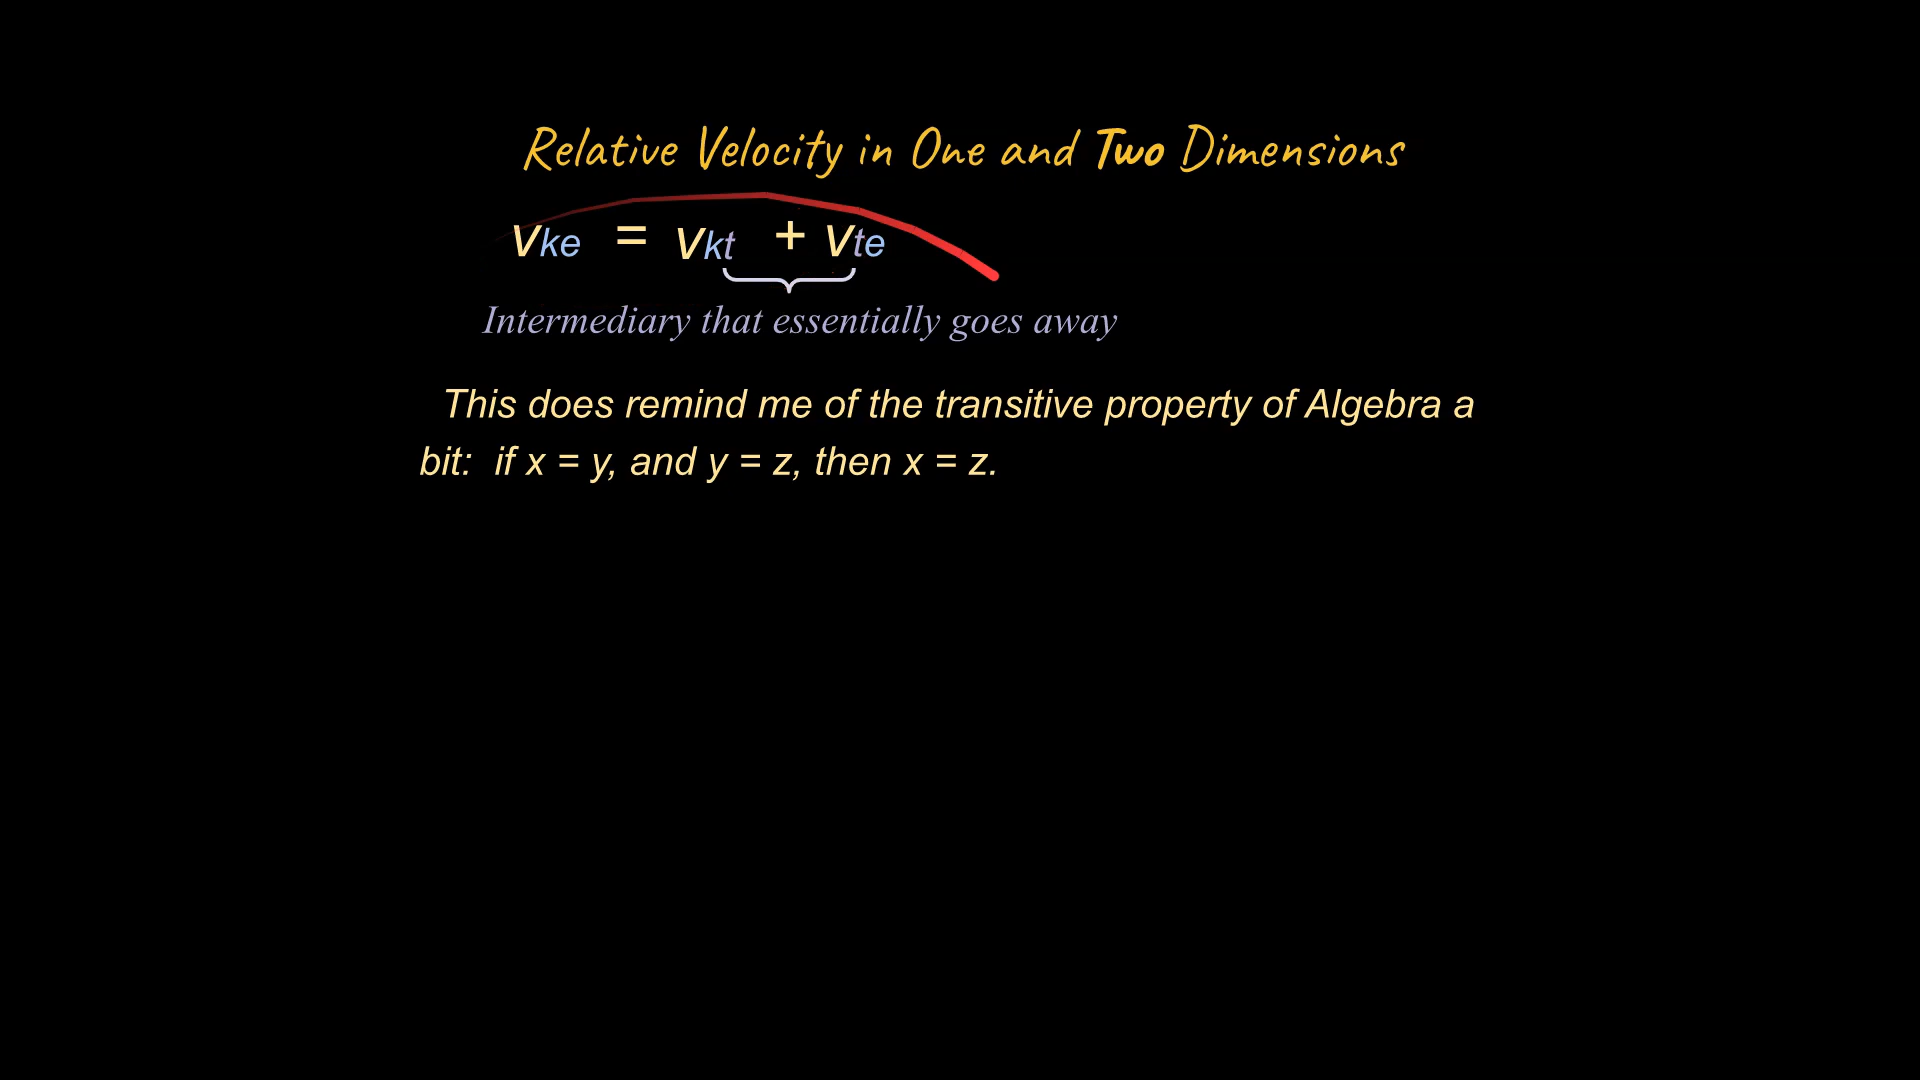 Relative Velocity in One and Two Dimensions
vke = vkt + vte
Intermediary that essentially goes away
This does remind me of the transitive property of Algebra a
bit: if x = y, and y = z, then x = z.